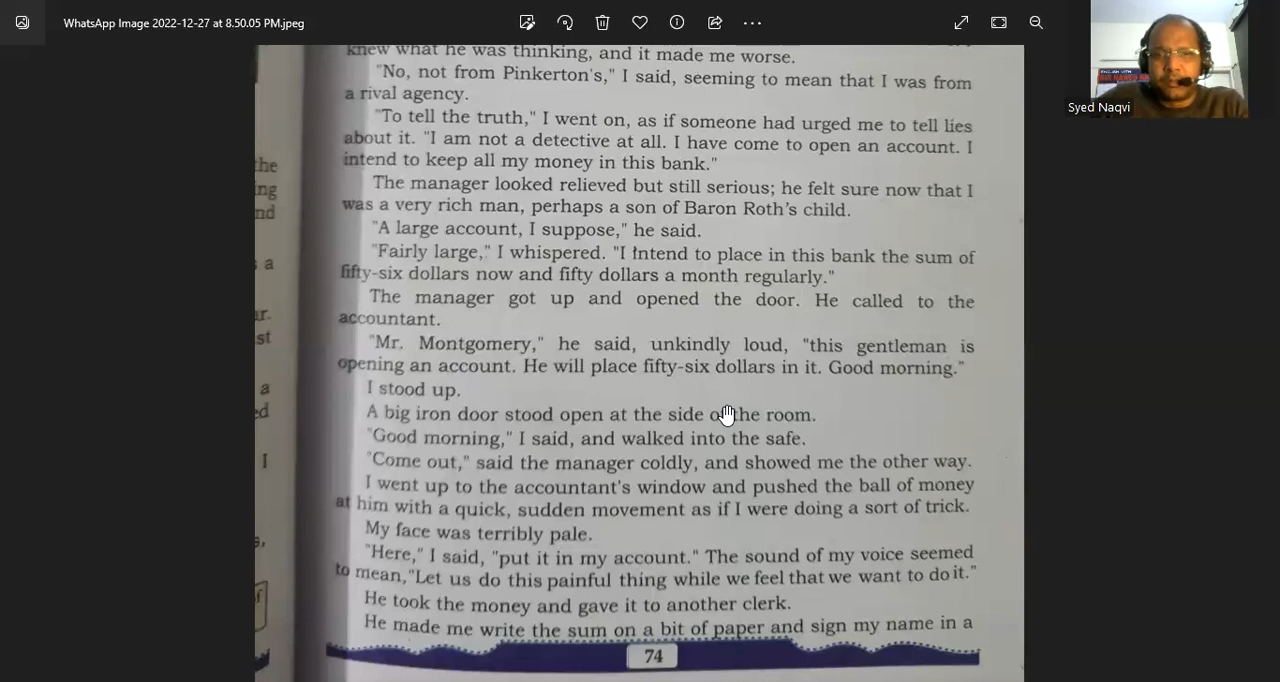 WhatsApp Image 2022-12-27 at 8.50.05 PM.jpeg
knew what he was thinking, and it made me worse.
"No, not from Pinkerton's," I said, seeming to mean that I was from
a rival agency.
"To tell the truth," I went on, as if someone had urged me to tell lies
about it. "I am not a detective at all. I have come to open an account. I
intend to keep all my money in this bank."
The manager looked relieved but still serious; he felt sure now that I
was a very rich man, perhaps a son of Baron Roth's child.
"A large account, I suppose," he said.
"Fairly large," I whispered. "I intend to place in this bank the sum of
fifty-six dollars now and fifty dollars a month regularly."
The manager got up and opened the door. He called to the
accountant.
"Mr. Montgomery," he said, unkindly loud, "this gentleman is
opening an account. He will place fifty-six dollars in it. Good morning."
I stood up.
A big iron door stood open at the side of the room.
"Good morning," I said, and walked into the safe.
"Come out," said the manager coldly, and showed me the other way.
I went up to the accountant's window and pushed the ball of money
at him with a quick, sudden movement as if I were doing a sort of trick.
My face was terribly pale.
"Here," I said, "put it in my account." The sound of my voice seemed
to mean, "Let us do this painful thing while we feel that we want to do it."
He took the money and gave it to another clerk.
He made me write the sum on a bit of paper and sign my name in a
74
the
ing
nd
s a
ar.
st
a
ed
I
s,
of
Syed Naqvi